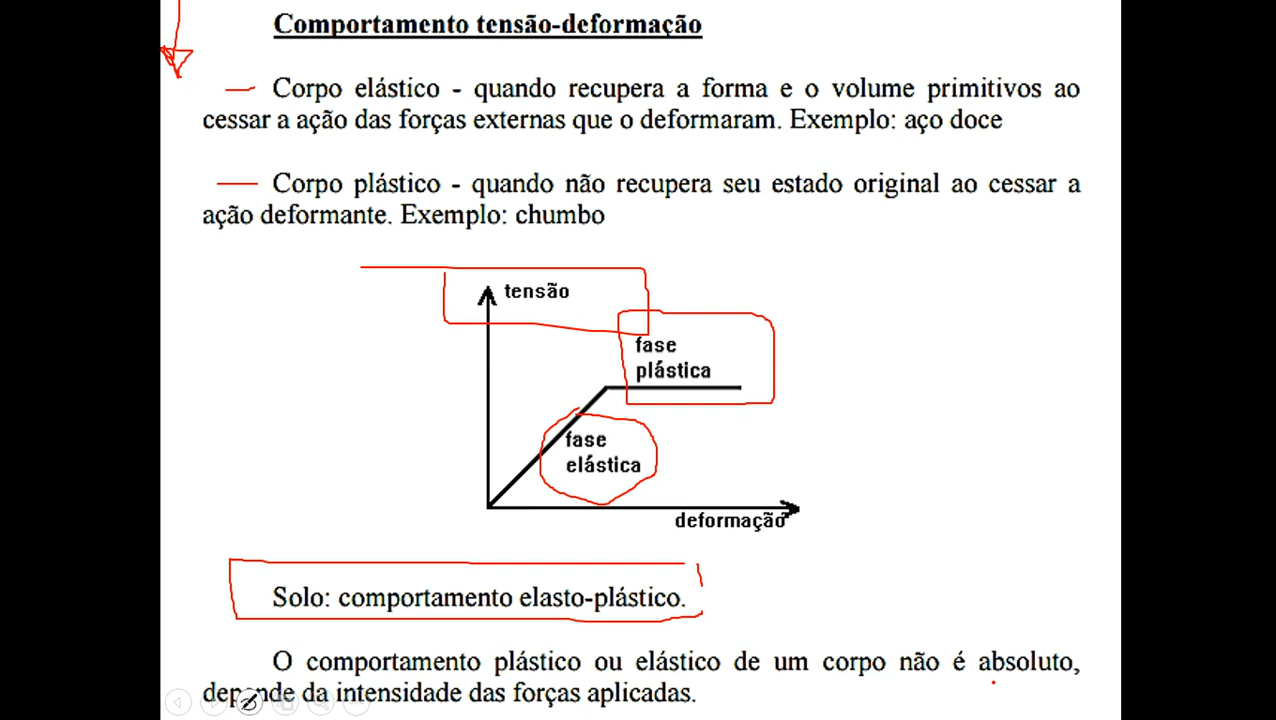 Comportamento tensão-deformação
Corpo elástico - quando recupera a forma e o volume primitivos ao
cessar a ação das forças externas que o deformaram. Exemplo: aço doce
Corpo plástico - quando não recupera seu estado original ao cessar a
ação deformante. Exemplo: chumbo
tensão
fase
plástica
fase
elástica
deformação
Solo: comportamento elasto-plástico.
O comportamento plástico ou elástico de um corpo não é absoluto,
depende da intensidade das forças aplicadas.